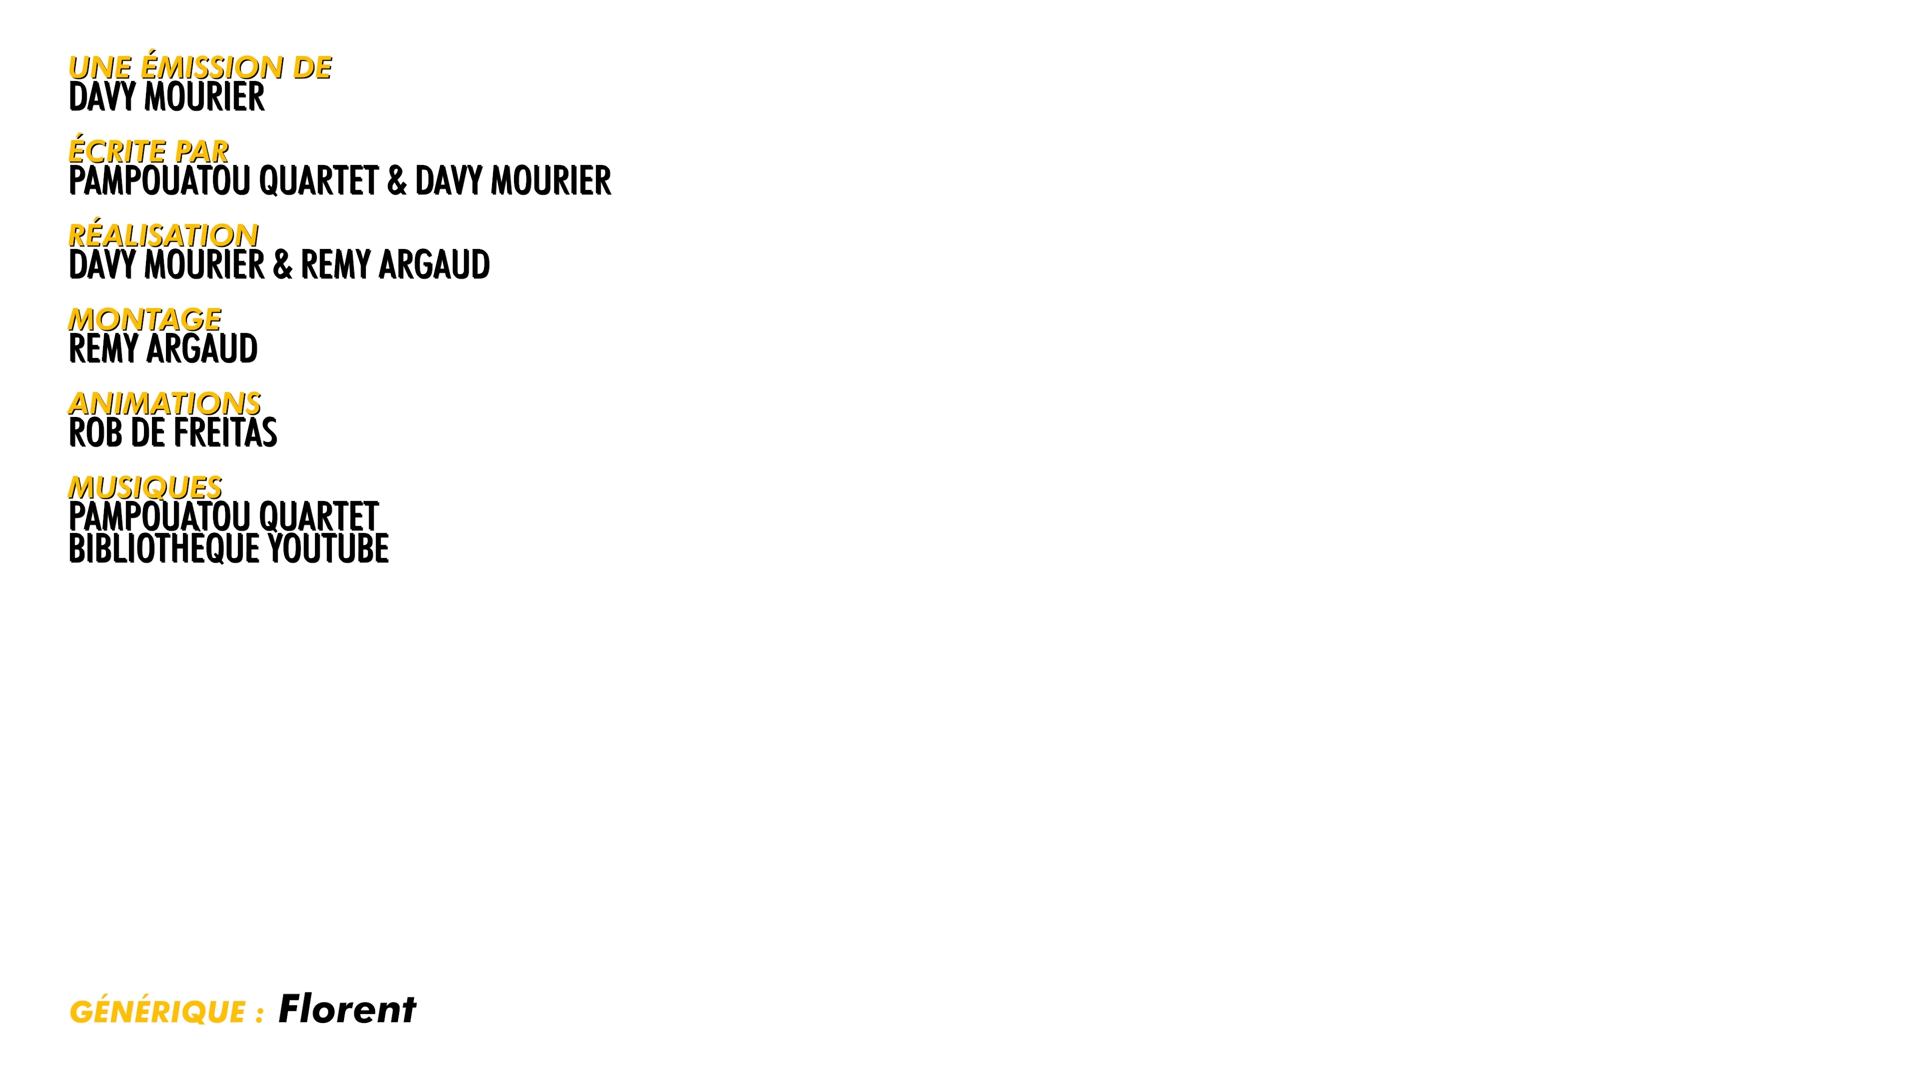 UNE ÉMISSION DE
DAVY MOURIER
ÉCRITE PAR
PAMPOUATOU QUARTET & DAVY MOURIER
RÉALISATION
DAVY MOURIER & REMY ARGAUD
MONTAGE
REMY ARGAUD
ANIMATIONS
ROB DE FREITAS
MUSIQUES
PAMPOUATOU QUARTET
BIBLIOTHEQUE YOUTUBE
GÉNÉRIQUE : Florent